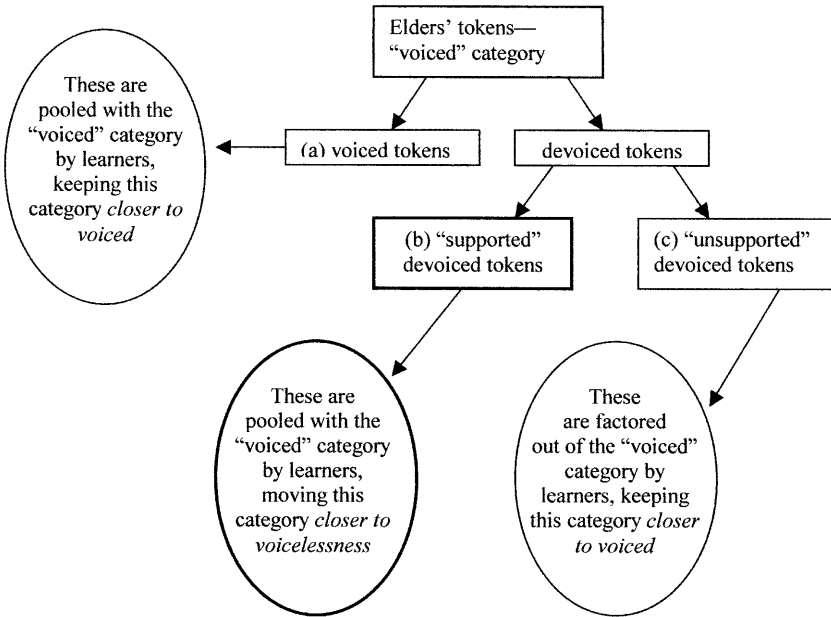 Elders’ tokens—
“voiced” category
These are
pooled with the
“voiced” category
by learners,
keeping this
category closer to
voiced
(a) voiced tokens
devoiced tokens
(b) “supported”
devoiced tokens
(c) “unsupported”
devoiced tokens
These are
pooled with the
“voiced” category
by learners,
moving this
category closer to
voicelessness
These
are factored
out of the “voiced”
category by
learners, keeping
this category closer
to voiced